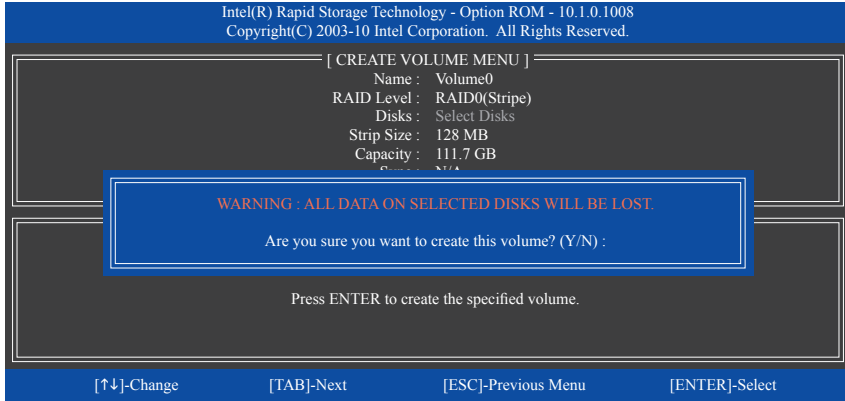 Intel(R) Rapid Storage Technology - Option ROM - 10.1.0.1008
Copyright(C) 2003-10 Intel Corporation. All Rights Reserved.
[ CREATE VOLUME MENU ]
Name : Volume0
RAID Level : RAID0(Stripe)
Disks : Select Disks
Strip Size : 128 MB
Capacity : 111.7 GB
WARNING : ALL DATA ON SELECTED DISKS WILL BE LOST.
Are you sure you want to create this volume? (Y/N) :
Press ENTER to create the specified volume.
[↑↓]-Change [TAB]-Next [ESC]-Previous Menu [ENTER]-Select